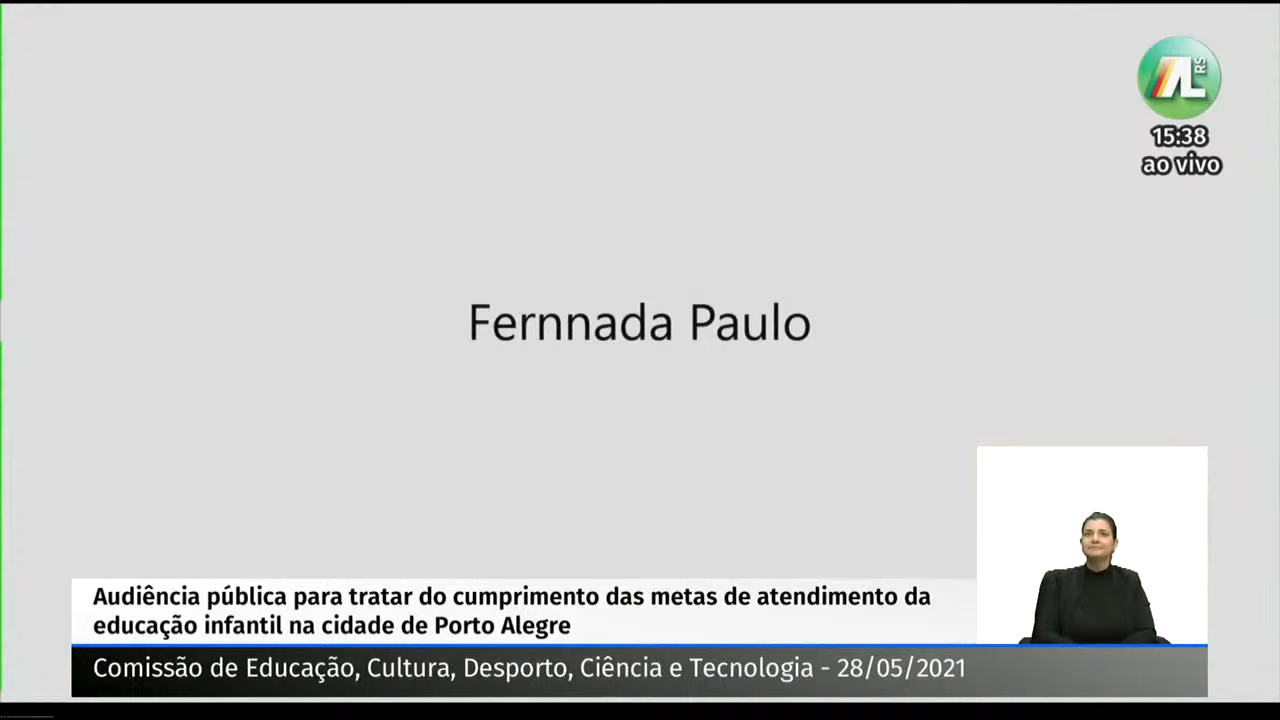 AL RS
15:38
ao vivo
Fernnada Paulo
Audiência pública para tratar do cumprimento das metas de atendimento da
educação infantil na cidade de Porto Alegre
Comissão de Educação, Cultura, Desporto, Ciência e Tecnologia - 28/05/2021